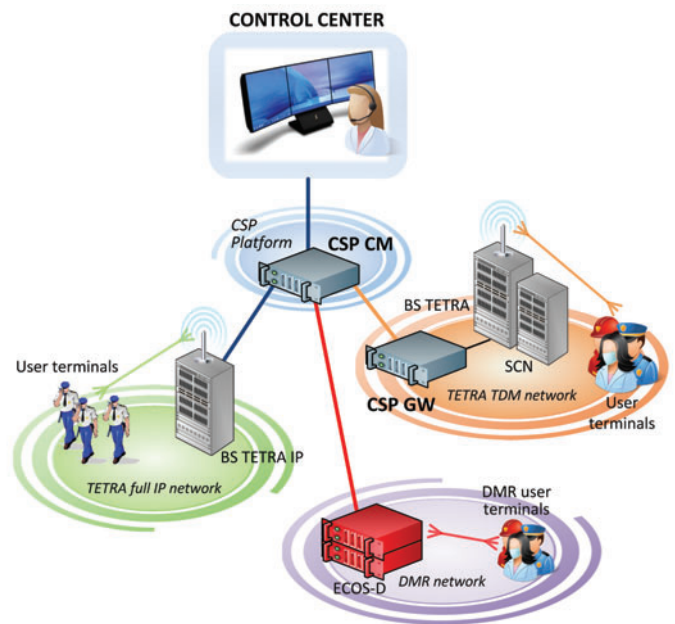 CONTROL CENTER
CSP
Platform
CSP CM
BS TETRA
SCN
CSP GW
TETRA TDM network
User
terminals
User terminals
BS TETRA IP
TETRA full IP network
DMR user
terminals
ECOS-D
DMR network